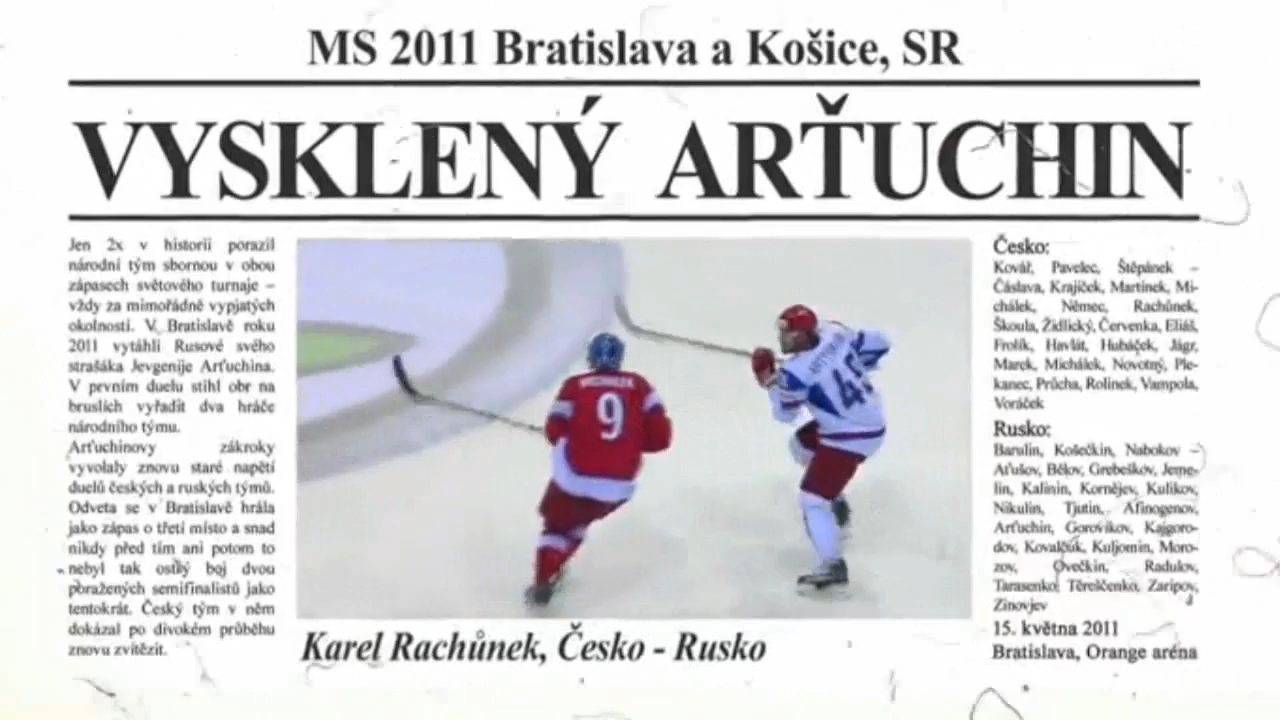 MS 2011 Bratislava a Košice, SR
VYSKLENÝ ARŤUCHIN
Jen 2x v historii porazil
národní tým sbornou v obou
zápasech světového turnaje –
vždy za mimořádně vypjatých
okolností. V Bratislavě roku
2011 vytáhli Rusové svého
strašáka Jevgenije Arťuchina.
V prvním duelu stihl obr na
bruslích vyřadit dva hráče
národního týmu.
Arťuchinovy zákroky
vyvolaly znovu staré napětí
duelů českých a ruských týmů.
Odveta se v Bratislavě hrála
jako zápas o třetí místo a snad
nikdy před tím ani potom to
nebyl tak ostrý boj dvou
poražených semifinalistů jako
tentokrát. Český tým v něm
dokázal po divokém průběhu
znovu zvítězit.
9
45
Karel Rachůnek, Česko - Rusko
Česko:
Kovář, Pavelec, Štěpánek –
Čáslava, Krajíček, Martínek, Mi-
chálek, Němec, Rachůnek,
Škoula, Židlický, Červenka, Eliáš,
Frolík, Havlát, Hubáček, Jágr,
Marek, Michálek, Novotný, Ple-
kanec, Průcha, Rolinek, Vampola,
Voráček
Rusko:
Barulin, Košečkin, Nabokov –
Aťušov, Bělov, Grebeškov, Jeme-
lin, Kalinin, Kornějev, Kulikov,
Nikulin, Tjutin, Afinogenov,
Arťuchin, Gorovikov, Kajgoro-
dov, Kovalčuk, Kuljomin, Moro-
zov, Ovečkin, Radulov,
Tarasenko, Těreščenko, Zaripov,
Zinovjev
15. května 2011
Bratislava, Orange aréna